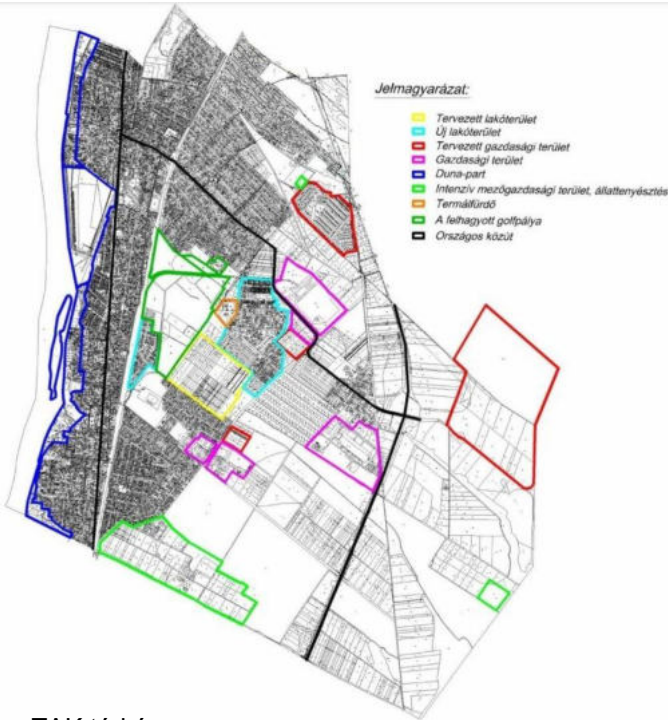 Jelmagyarázat:
Tervezett lakóterület
Új lakóterület
Tervezett gazdasági terület
Gazdasági terület
Duna-part
Intenzív mezőgazdasági terület, állattenyésztés
Termálfürdő
A felhagyott golfpálya
Országos közút